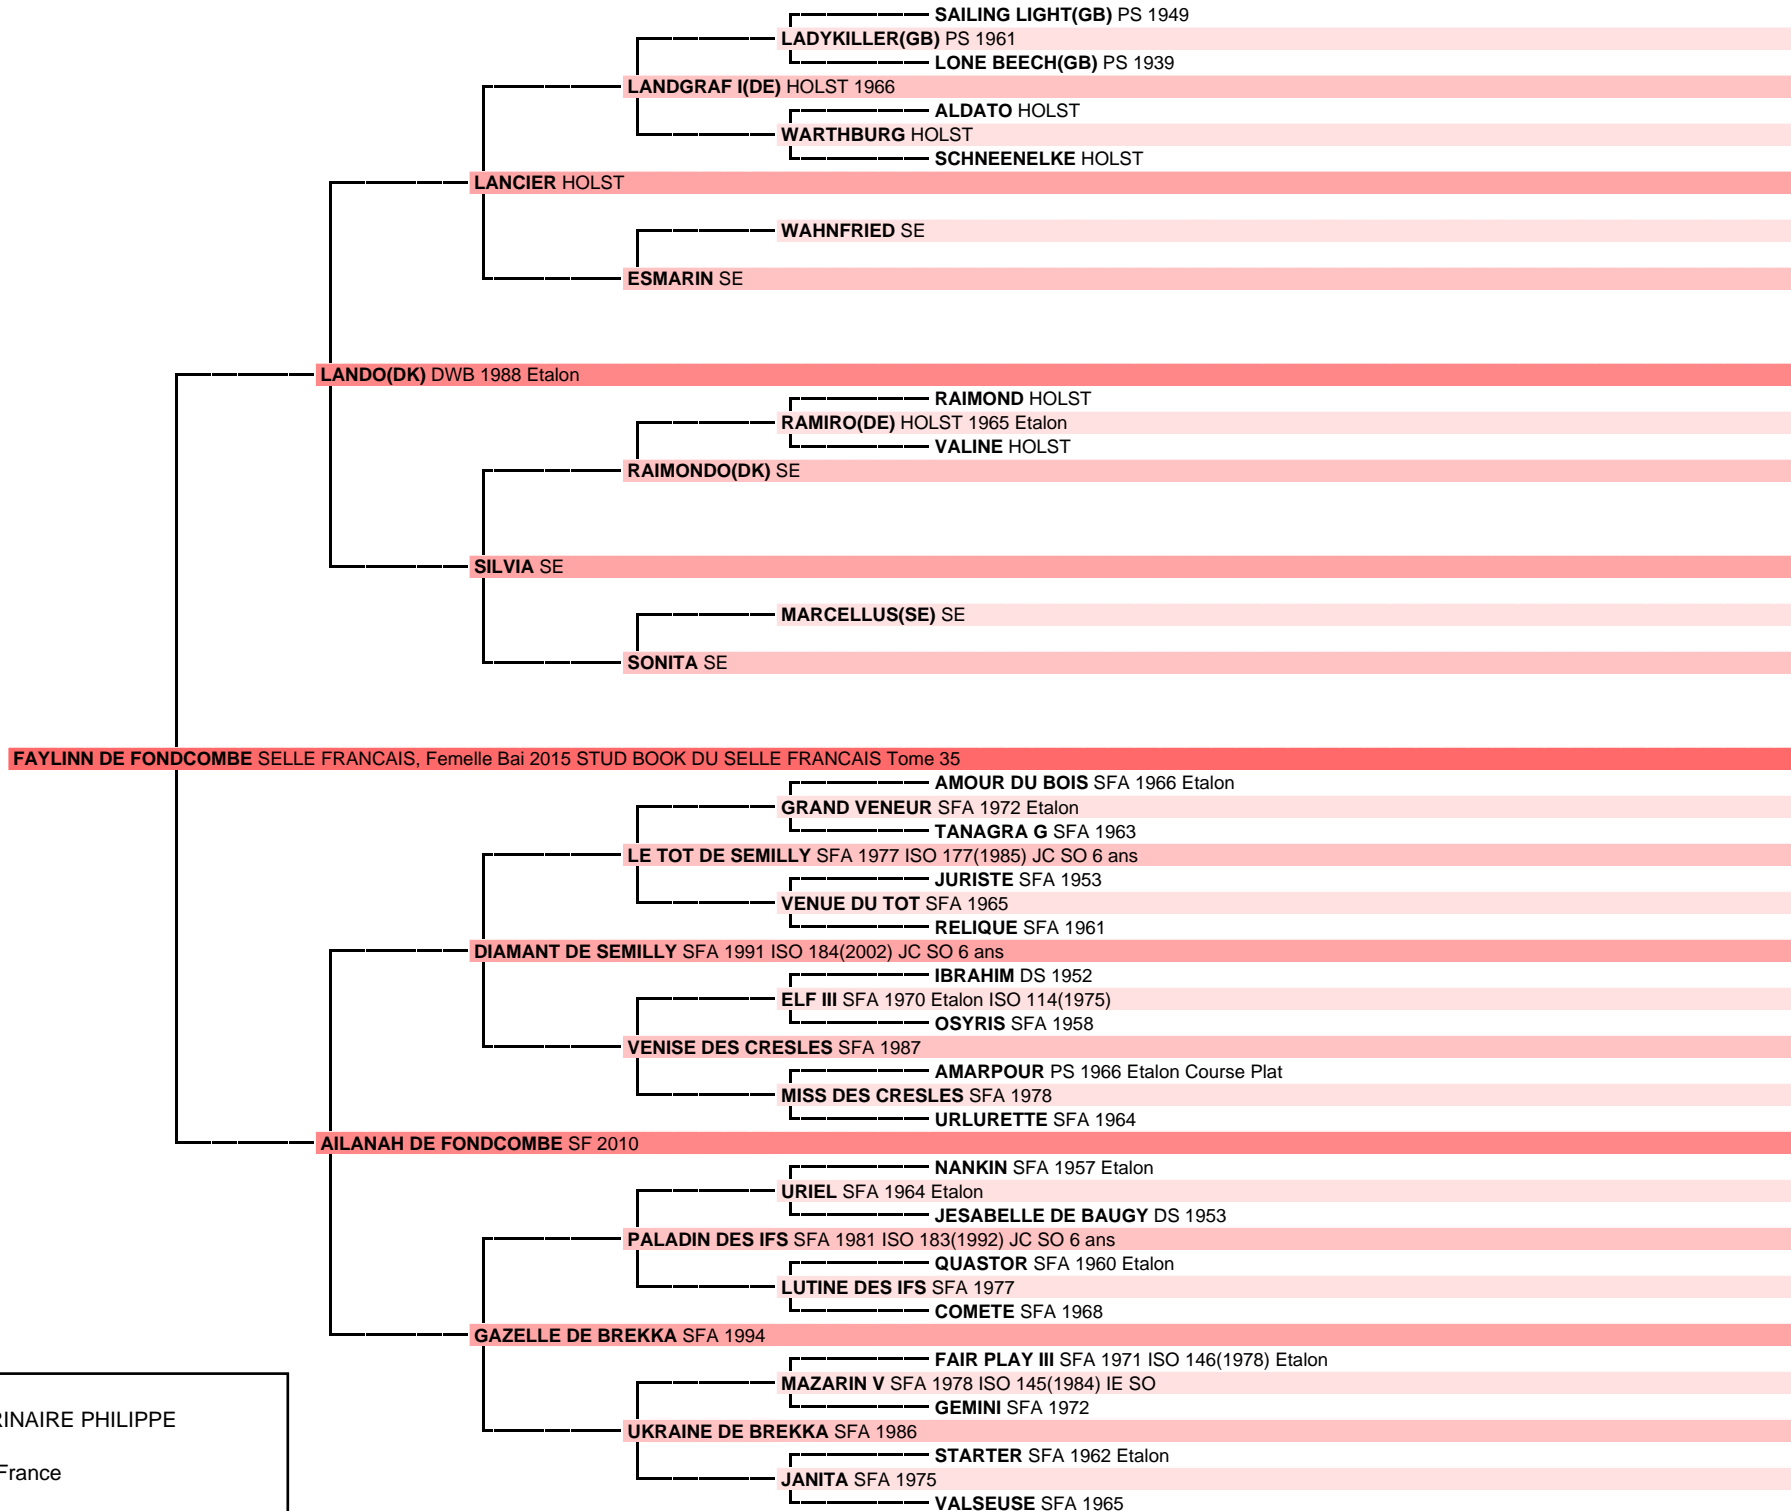 SAILING LIGHT(GB) PS 1949
LADYKILLER(GB) PS 1961
LONE BEECH(GB) PS 1939
LANDGRAF I(DE) HOLST 1966
ALDATO HOLST
WARTHBURG HOLST
SCHNEENELKE HOLST
LANCIER HOLST
WAHNFRIED SE
ESMARIN SE
LANDO(DK) DWB 1988 Etalon
RAIMOND HOLST
RAMIRO(DE) HOLST 1965 Etalon
VALINE HOLST
RAIMONDO(DK) SE
SILVIA SE
MARCELLUS(SE) SE
SONITA SE
FAYLINN DE FONDCOMBE SELLE FRANCAIS, Femelle Bai 2015 STUD BOOK DU SELLE FRANCAIS Tome 35
AMOUR DU BOIS SFA 1966 Etalon
GRAND VENEUR SFA 1972 Etalon
TANAGRA G SFA 1963
LE TOT DE SEMILLY SFA 1977 ISO 177(1985) JC SO 6 ans
JURISTE SFA 1953
VENUE DU TOT SFA 1965
RELIQUE SFA 1961
DIAMANT DE SEMILLY SFA 1991 ISO 184(2002) JC SO 6 ans
IBRAHIM DS 1952
ELF III SFA 1970 Etalon ISO 114(1975)
OSYRIS SFA 1958
VENISE DES CRESLES SFA 1987
AMARPOUR PS 1966 Etalon Course Plat
MISS DES CRESLES SFA 1978
URLURETTE SFA 1964
AILANAH DE FONDCOMBE SF 2010
NANKIN SFA 1957 Etalon
URIEL SFA 1964 Etalon
JESABELLE DE BAUGY DS 1953
PALADIN DES IFS SFA 1981 ISO 183(1992) JC SO 6 ans
QUASTOR SFA 1960 Etalon
LUTINE DES IFS SFA 1977
COMETE SFA 1968
GAZELLE DE BREKKA SFA 1994
FAIR PLAY III SFA 1971 ISO 146(1978) Etalon
MAZARIN V SFA 1978 ISO 145(1984) IE SO
GEMINI SFA 1972
UKRAINE DE BREKKA SFA 1986
STARTER SFA 1962 Etalon
JANITA SFA 1975
VALSEUSE SFA 1965
RINAIRE PHILIPPE
France